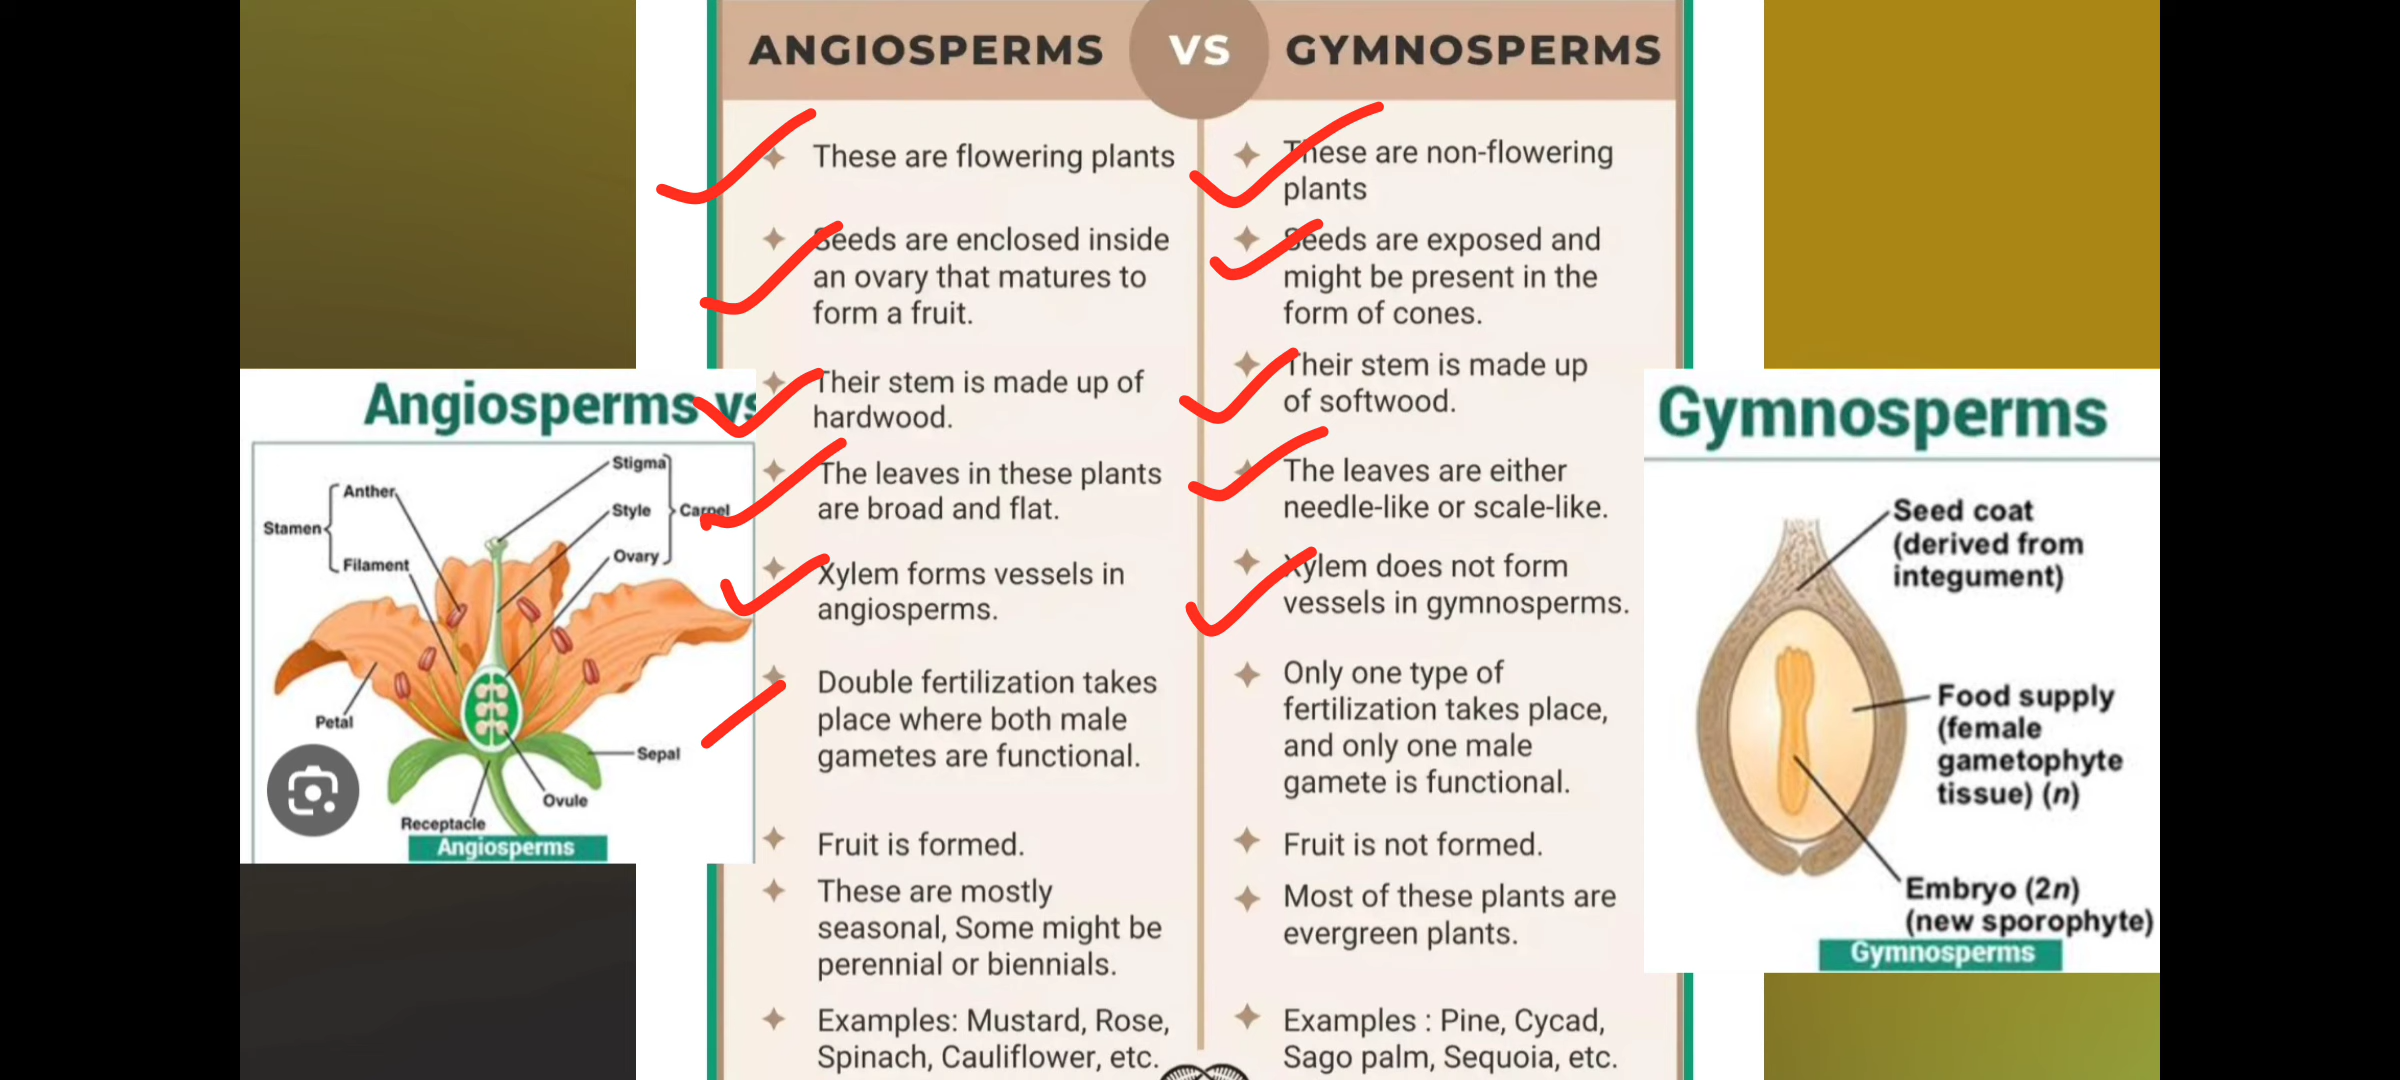 ANGIOSPERMS VS GYMNOSPERMS
These are flowering plants
Seeds are enclosed inside
an ovary that matures to
form a fruit.
Their stem is made up of
hardwood.
The leaves in these plants
are broad and flat.
Xylem forms vessels in
angiosperms.
Double fertilization takes
place where both male
gametes are functional.
Fruit is formed.
These are mostly
seasonal, Some might be
perennial or biennials.
Examples: Mustard, Rose,
Spinach, Cauliflower, etc.
These are non-flowering
plants
Seeds are exposed and
might be present in the
form of cones.
Their stem is made up
of softwood.
The leaves are either
needle-like or scale-like.
Xylem does not form
vessels in gymnosperms.
Only one type of
fertilization takes place,
and only one male
gamete is functional.
Fruit is not formed.
Most of these plants are
evergreen plants.
Examples : Pine, Cycad,
Sago palm, Sequoia, etc.
Angiosperms vs
Stigma
Anther
Style
Carpel
Stamen
Ovary
Filament
Petal
Sepal
Ovule
Receptacle
Angiosperms
Gymnosperms
Seed coat
(derived from
integument)
Food supply
(female
gametophyte
tissue) (n)
Embryo (2n)
(new sporophyte)
Gymnosperms